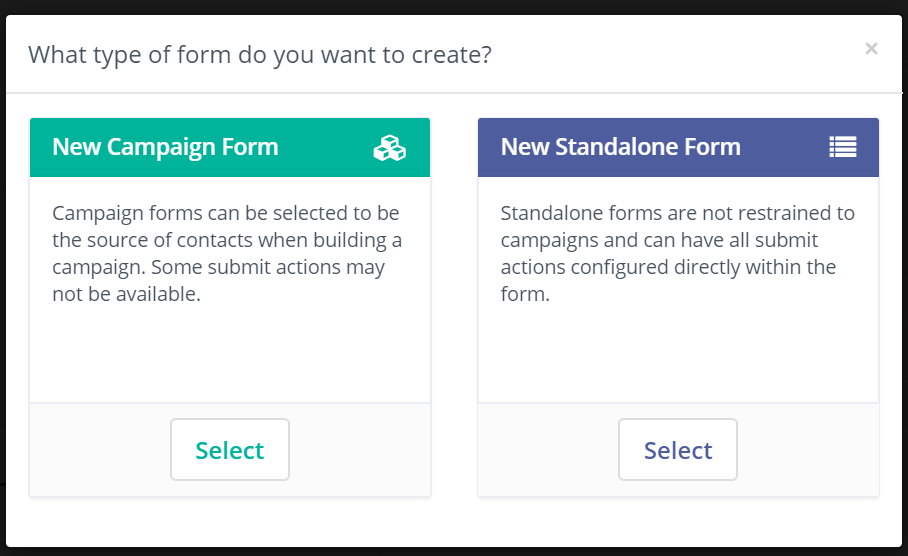 What type of form do you want to create?
×
New Campaign Form
Campaign forms can be selected to be
the source of contacts when building a
campaign. Some submit actions may
not be available.
Select
New Standalone Form
Standalone forms are not restrained to
campaigns and can have all submit
actions configured directly within the
form.
Select